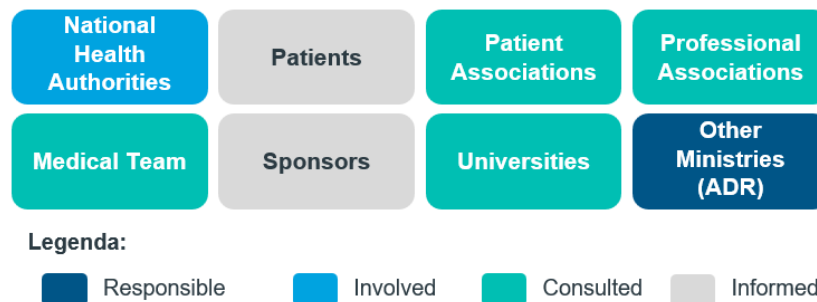 National
Health
Authorities
Patients
Patient
Associations
Professional
Associations
Medical Team
Sponsors
Universities
Other
Ministries
(ADR)
Legenda:
Responsible
Involved
Consulted
Informed